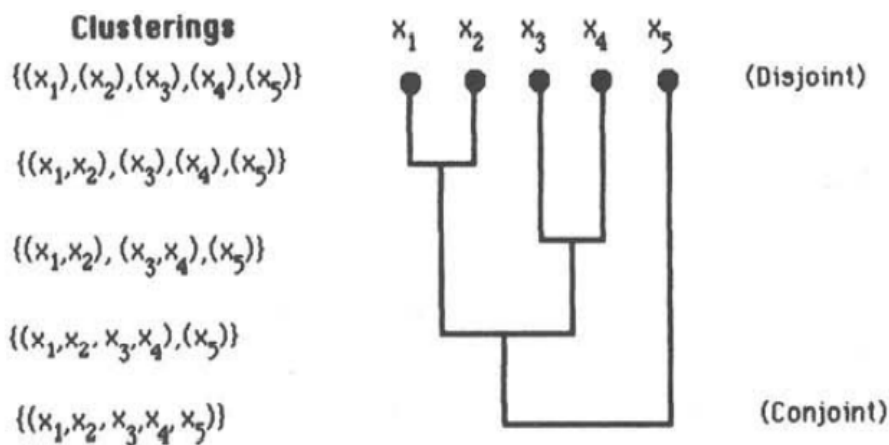 Clusterings x₁ x₂ x₃ x₄ x₅
{(x₁),(x₂),(x₃),(x₄),(x₅)} (Disjoint)
{(x₁,x₂),(x₃),(x₄),(x₅)}
{(x₁,x₂), (x₃,x₄),(x₅)}
{(x₁,x₂, x₃,x₄),(x₅)}
{(x₁,x₂, x₃,x₄, x₅)} (Conjoint)